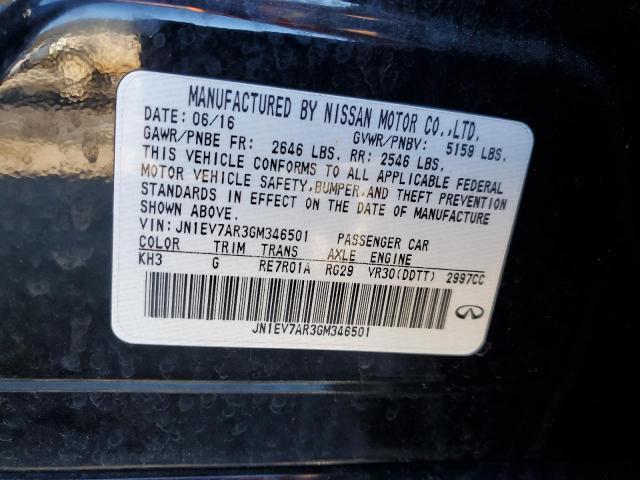 MANUFACTURED BY NISSAN MOTOR CO.,LTD.
DATE: 06/16 GVWR/PNBV: 5159 LBS.
GAWR/PNBE FR: 2646 LBS. RR: 2546 LBS.
THIS VEHICLE CONFORMS TO ALL APPLICABLE FEDERAL
MOTOR VEHICLE SAFETY, BUMPER, AND THEFT PREVENTION
STANDARDS IN EFFECT ON THE DATE OF MANUFACTURE
SHOWN ABOVE.
VIN: JN1EV7AR3GM346501 PASSENGER CAR
COLOR TRIM TRANS AXLE ENGINE
KH3 G RE7R01A RG29 VR30(DDTT) 2997CC
JN1EV7AR3GM346501